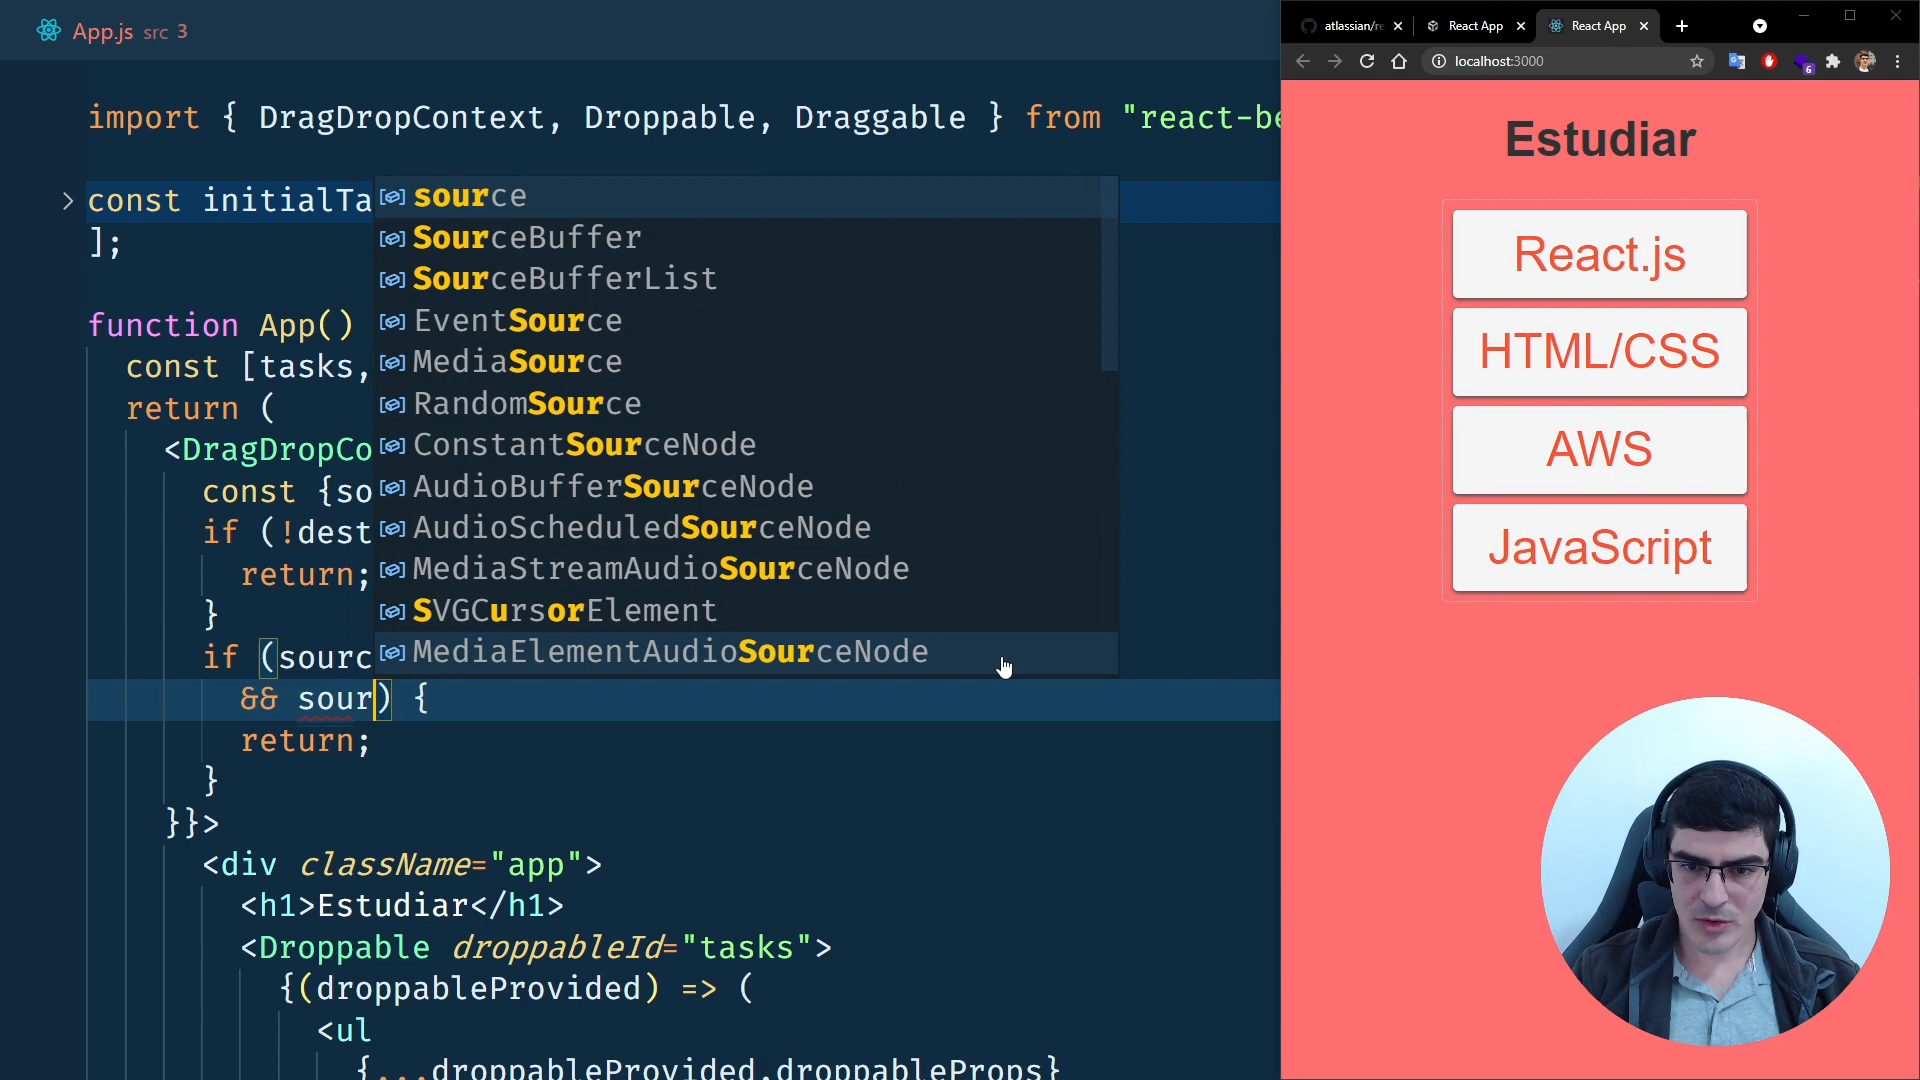 App.js src 3
import { DragDropContext, Droppable, Draggable } from "react-be
const initialTa
];
function App()
const [tasks,
return (
<DragDropCo
const {so
if (!dest
return;
}
if (sourc
&& sour) {
return;
}
}}>
<div className="app">
<h1>Estudiar</h1>
<Droppable droppableId="tasks">
{(droppableProvided) => (
<ul
{...droppableProvided.droppableProps}
source
SourceBuffer
SourceBufferList
EventSource
MediaSource
RandomSource
ConstantSourceNode
AudioBufferSourceNode
AudioScheduledSourceNode
MediaStreamAudioSourceNode
SVGCursorElement
MediaElementAudioSourceNode
atlassian/re
React App
React App
localhost:3000
6
Estudiar
React.js
HTML/CSS
AWS
JavaScript